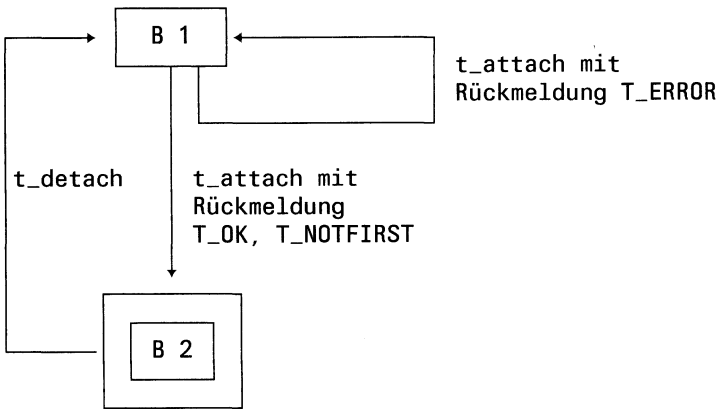 B 1
t_attach mit
Rückmeldung T_ERROR
t_detach
t_attach mit
Rückmeldung
T_OK, T_NOTFIRST
B 2